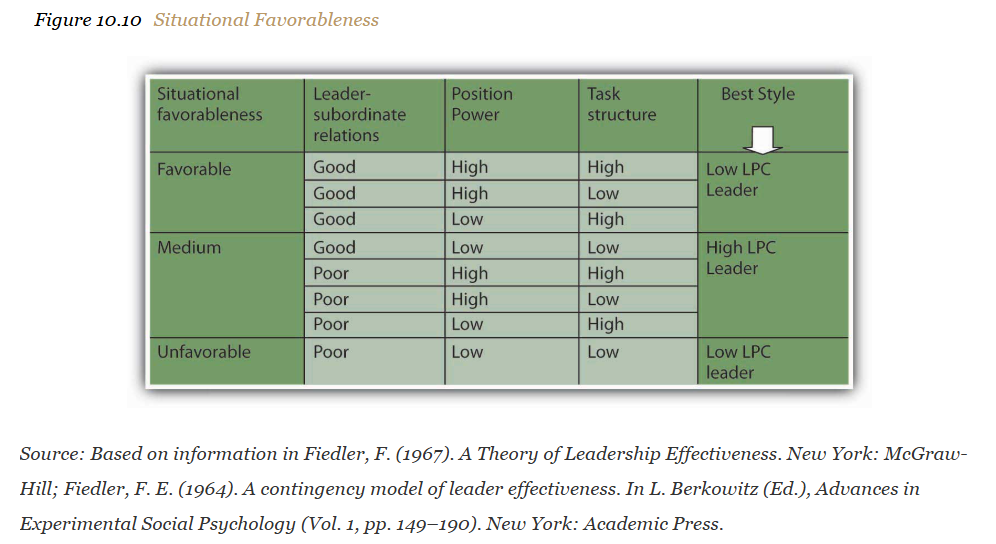 Figure 10.10 Situational Favorableness
Situational favorableness Leader-subordinate relations Position Power Task structure Best Style
Favorable Good High High Low LPC Leader
Good High Low
Good Low High
Medium Good Low Low High LPC Leader
Poor High High
Poor High Low
Poor Low High
Unfavorable Poor Low Low Low LPC leader
Source: Based on information in Fiedler, F. (1967). A Theory of Leadership Effectiveness. New York: McGraw-
Hill; Fiedler, F. E. (1964). A contingency model of leader effectiveness. In L. Berkowitz (Ed.), Advances in
Experimental Social Psychology (Vol. 1, pp. 149–190). New York: Academic Press.